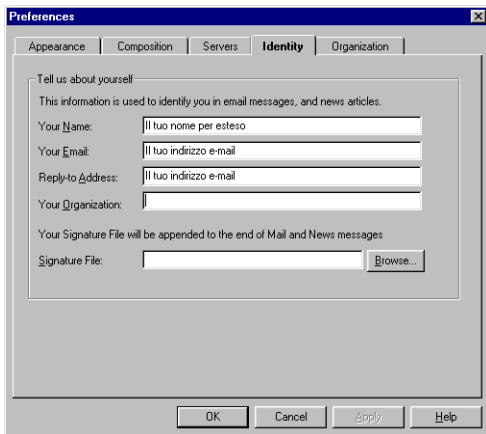 Preferences
Appearance Composition Servers Identity Organization
Tell us about yourself
This information is used to identify you in email messages, and news articles.
Your Name: Il tuo nome per esteso
Your Email: Il tuo indirizzo e-mail
Reply-to Address: Il tuo indirizzo e-mail
Your Organization:
Your Signature File will be appended to the end of Mail and News messages
Signature File: Browse...
OK Cancel Apply Help